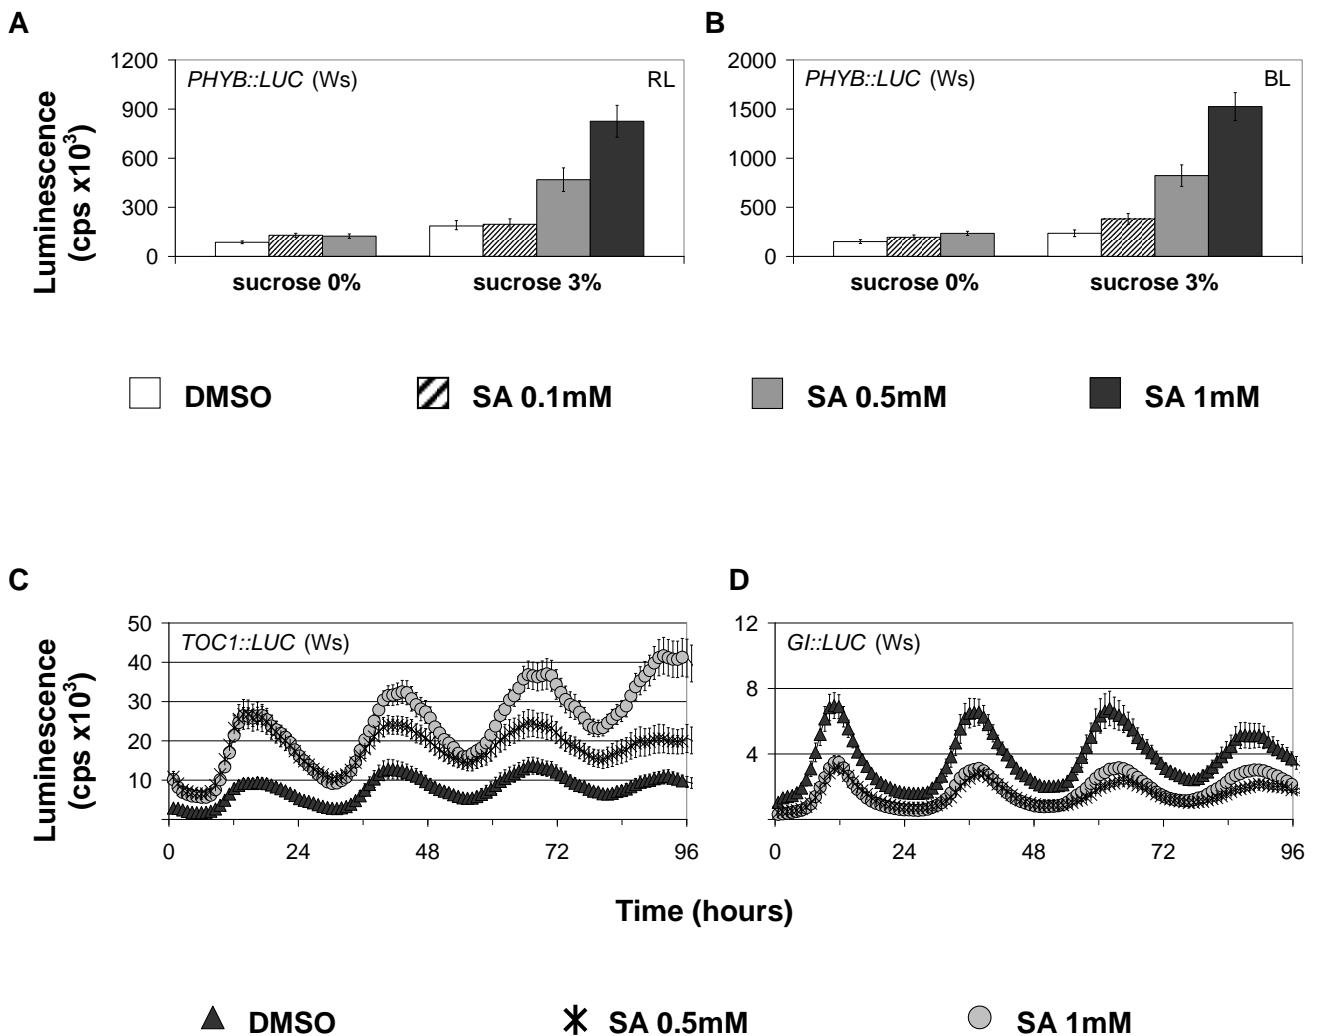 A
B
1200
900
600
300
0
PHYB::LUC (Ws)
RL
sucrose 0%
sucrose 3%
Luminescence
(cps x10³)
2000
1500
1000
500
0
PHYB::LUC (Ws)
BL
sucrose 0%
sucrose 3%
DMSO
SA 0.1mM
SA 0.5mM
SA 1mM
C
D
50
40
30
20
10
TOC1::LUC (Ws)
0
24
48
72
96
Luminescence
(cps x10³)
12
8
4
GI::LUC (Ws)
0
24
48
72
96
Time (hours)
DMSO
SA 0.5mM
SA 1mM